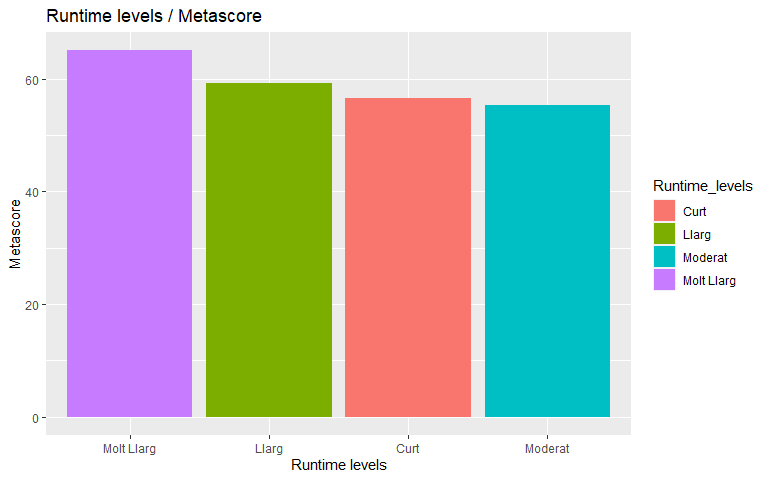 Runtime levels / Metascore
Metascore
60
40
20
0
Molt Llarg
Llarg
Curt
Moderat
Runtime levels
Runtime_levels
Curt
Llarg
Moderat
Molt Llarg